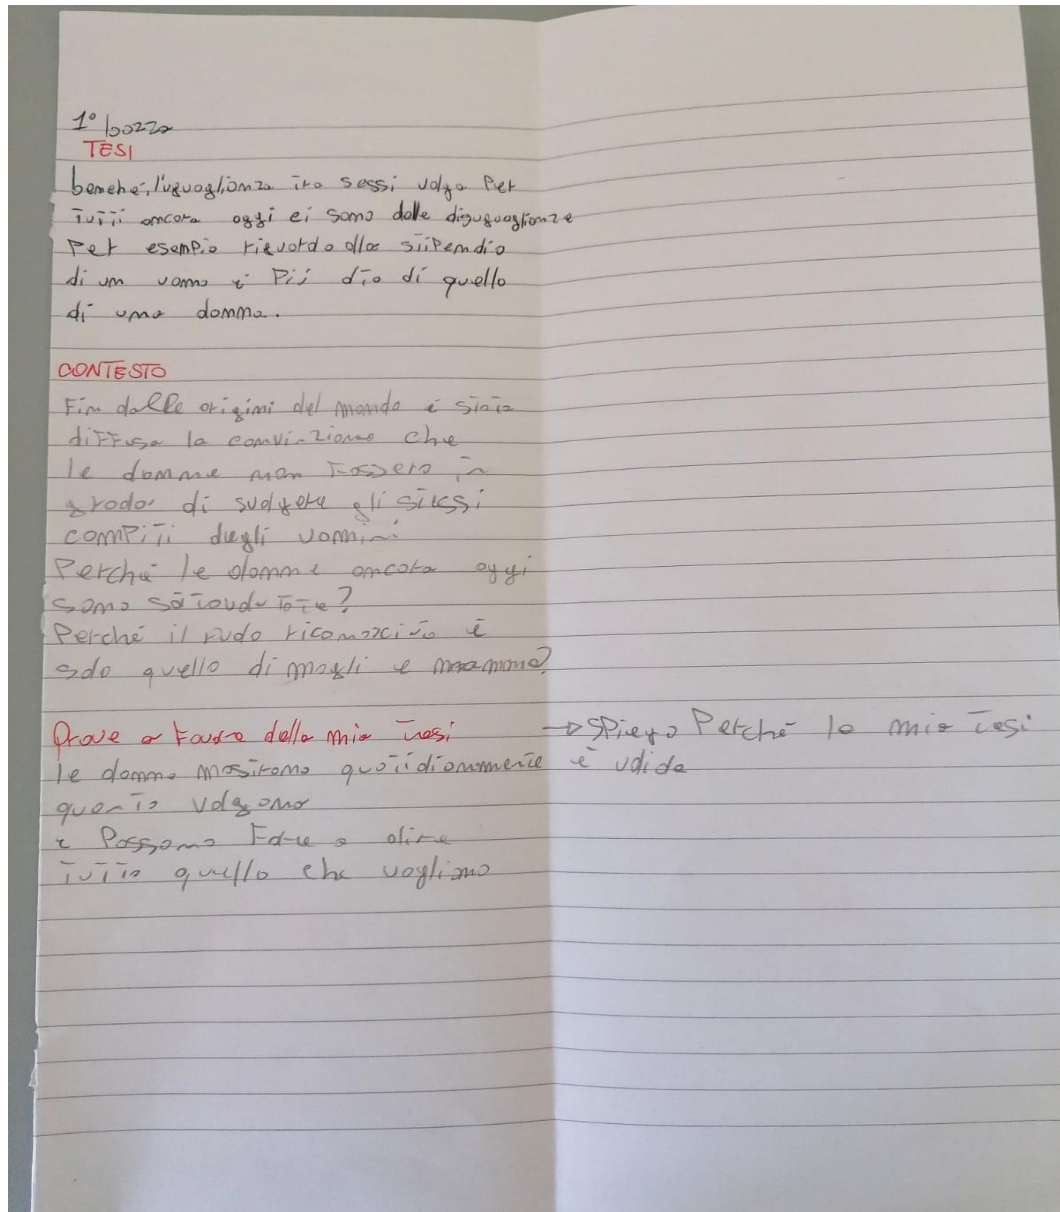 1° bozza
TESI
benché, l'uguaglianza tra sessi valga per
tutti ancora oggi ci sono delle disuguaglianze
Per esempio riguardo allo stipendio
di un uomo è più alto di quello
di una donna.
CONTESTO
Fin dalle origini del mondo è stata
diffusa la convinzione che
le donne non fossero in
grado di svolgere gli stessi
compiti degli uomini
Perché le donne ancora oggi
sono
Perché il ruolo riconosciuto è
solo quello di mogli e mamme?
Prove a favore della mia tesi → Spiego Perché la mia tesi
le donne mostrano quotidianamente è valida
quanto valgono
e Possono fare e
tutto quello che vogliono